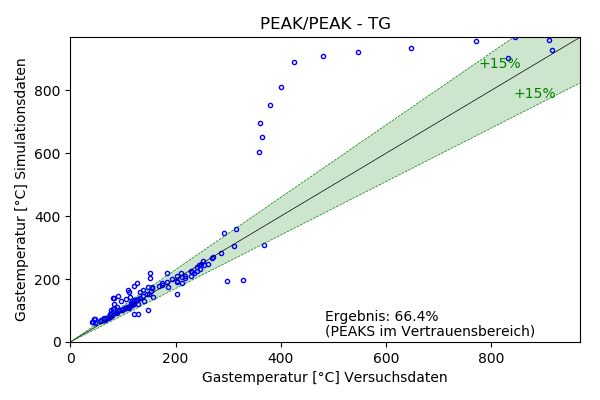 PEAK/PEAK - TG
Gastemperatur [°C] Simulationsdaten
800
600
400
200
0
+15%
+15%
Ergebnis: 66.4%
(PEAKS im Vertrauensbereich)
0 200 400 600 800
Gastemperatur [°C] Versuchsdaten